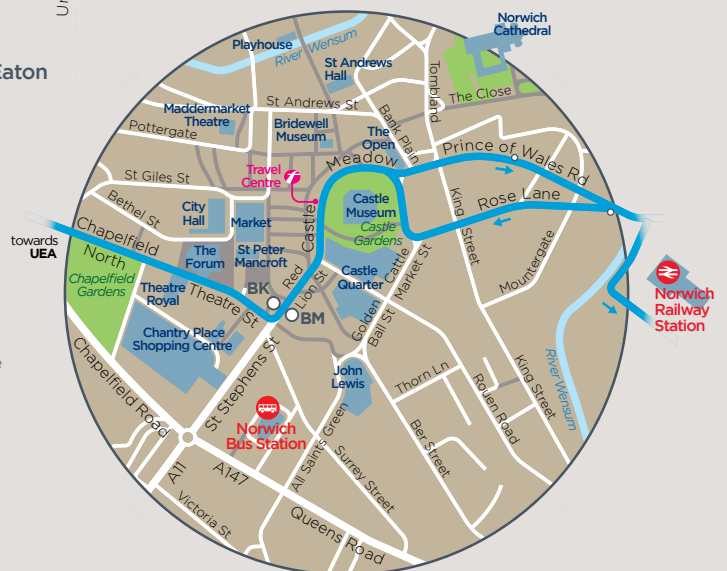 Eaton
Norwich
Cathedral
Playhouse
River Wensum
St Andrews
Hall
Tombland
The Close
St Andrews St
Maddermarket
Theatre
Bridewell
Museum
Bank Plain
The
Open
Pottergate
Meadow
Prince of Wales Rd
Travel
Centre
St Giles St
Rose Lane
Bethel St
City
Hall
Market
Castle
Castle
Museum
Castle
Gardens
King Street
towards
UEA
Chapelfield
North
Chapelfield
Gardens
The
Forum
St Peter
Mancroft
Mountergate
Cattle
Market St
Castle
Quarter
Red
Lion St
BK
BM
Theatre
Royal
Theatre St
Norwich
Railway
Station
Golden
Ball St
Chantry Place
Shopping Centre
Chapelfield Road
St Stephens St
John
Lewis
Thorn Ln
Rouen Road
King Street
River Wensum
Norwich
Bus Station
All Saints Green
Ber Street
Surrey Street
A11
A147
Victoria St
Queens Road